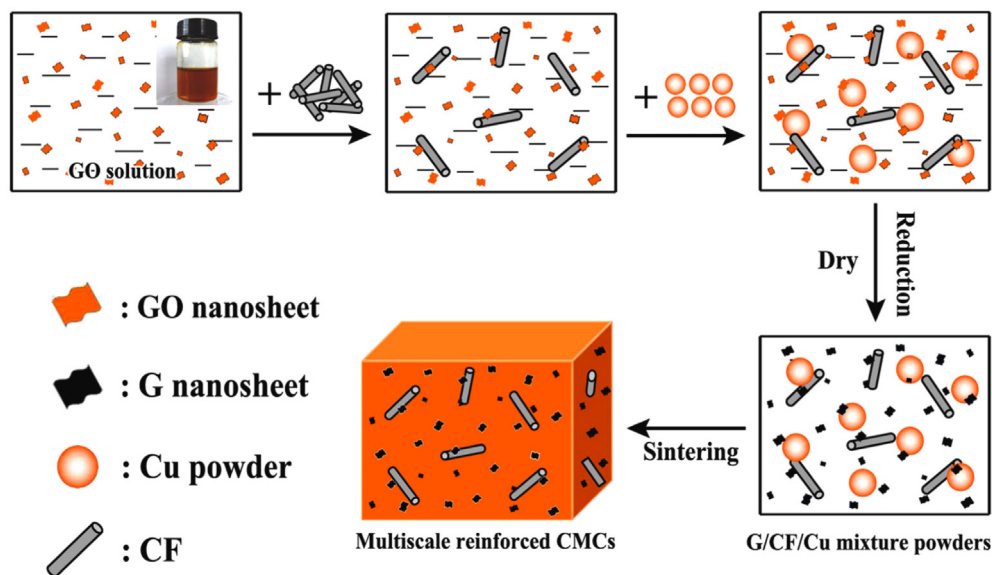 GO solution
+
+
Dry
Reduction
: GO nanosheet
: G nanosheet
: Cu powder
: CF
Sintering
Multiscale reinforced CMCs
G/CF/Cu mixture powders